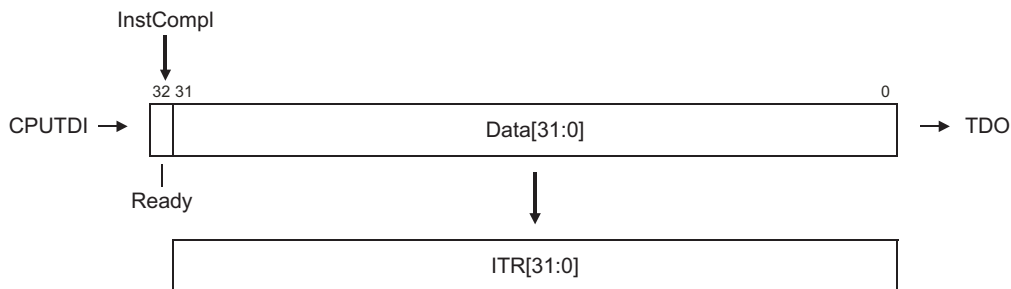 InstCompl
32 31 0
CPUTDI Data[31:0] TDO
Ready
ITR[31:0]